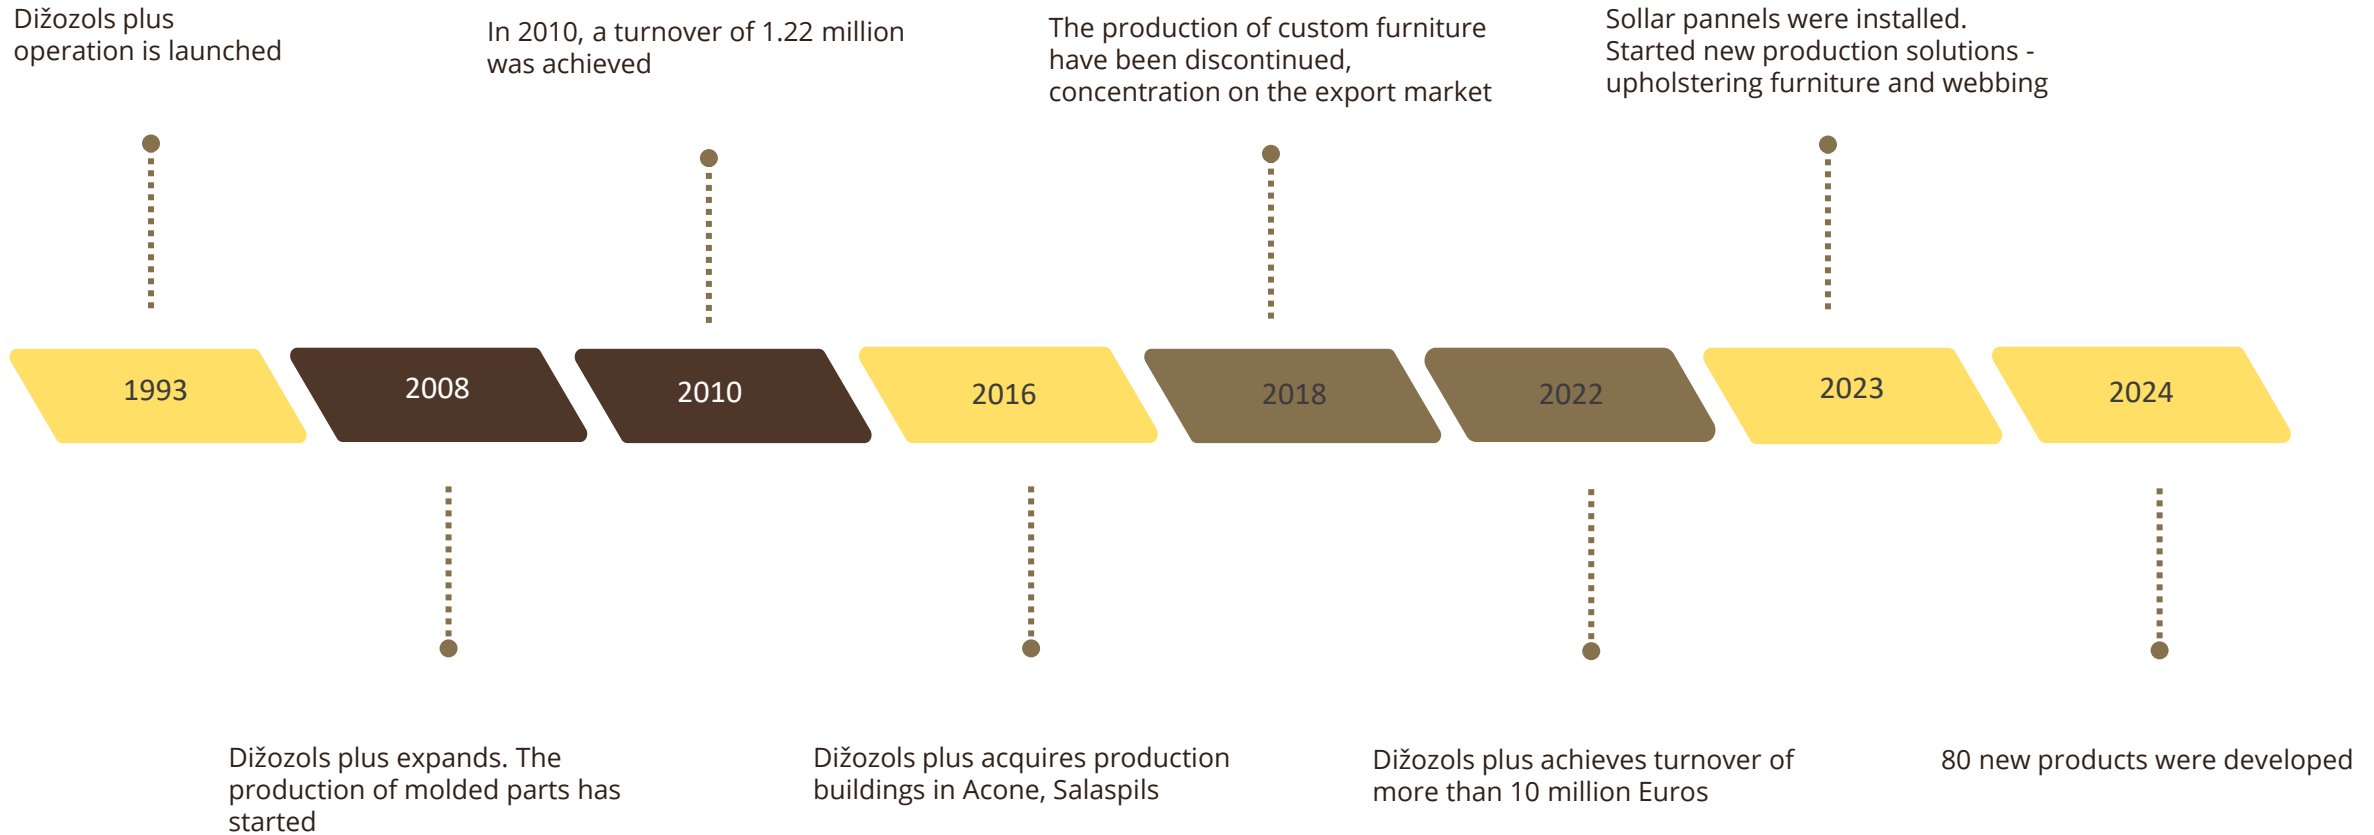 Dižozols plus
operation is launched
In 2010, a turnover of 1.22 million
was achieved
The production of custom furniture
have been discontinued,
concentration on the export market
Sollar pannels were installed.
Started new production solutions -
upholstering furniture and webbing
1993
2008
2010
2016
2018
2022
2023
2024
Dižozols plus expands. The
production of molded parts has
started
Dižozols plus acquires production
buildings in Acone, Salaspils
Dižozols plus achieves turnover of
more than 10 million Euros
80 new products were developed